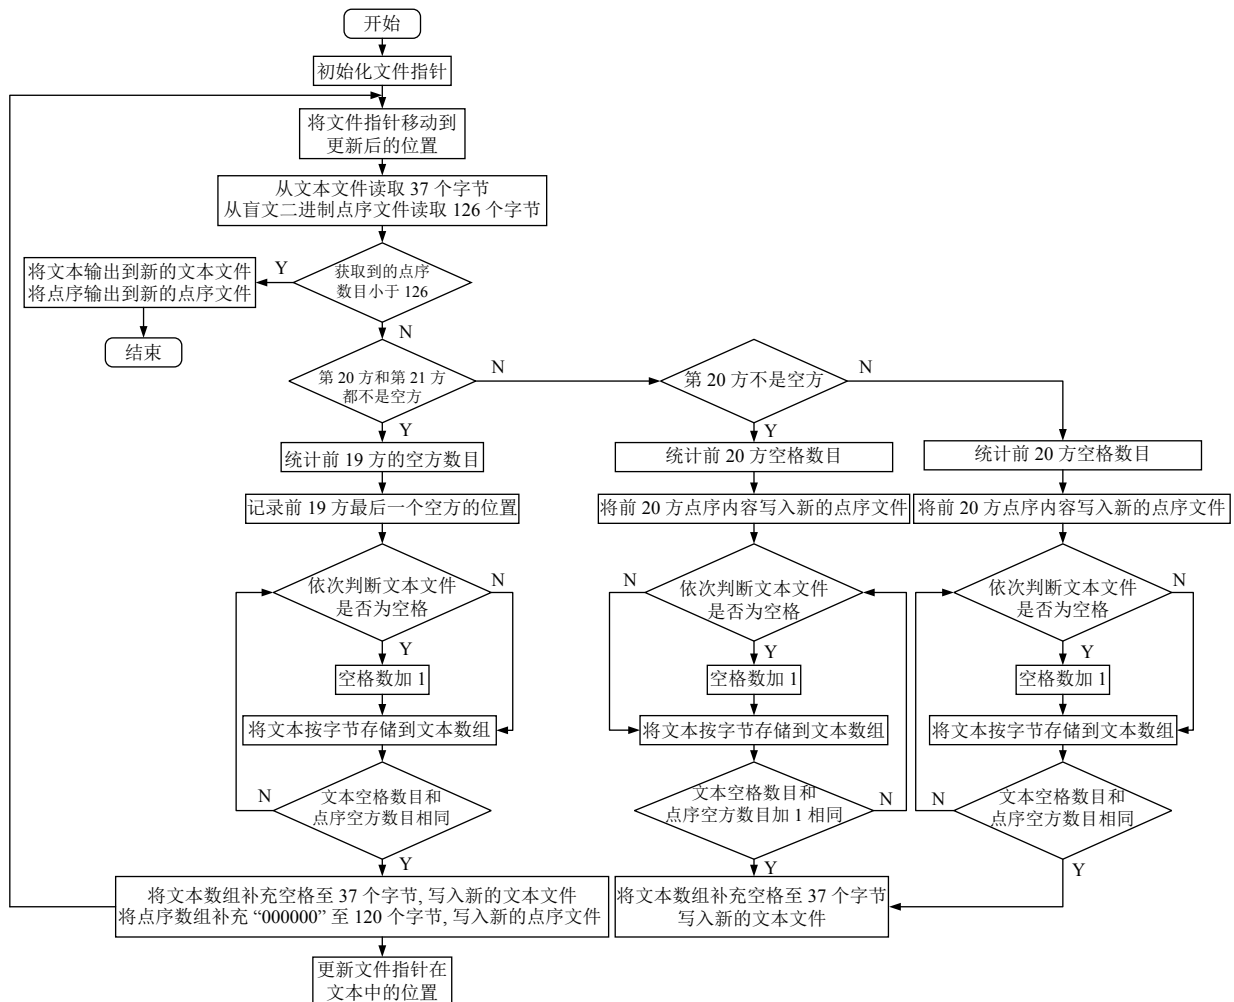 开始
初始化文件指针
将文件指针移动到
更新后的位置
从文本文件读取 37 个字节
从盲文二进制点序文件读取 126 个字节
获取到的点序
数目小于 126
Y
将文本输出到新的文本文件
将点序输出到新的点序文件
结束
N
第 20 方和第 21 方
都不是空方
N
第 20 方不是空方
N
Y
统计前 19 方的空方数目
记录前 19 方最后一个空方的位置
依次判断文本文件
是否为空格
N
Y
空格数加 1
将文本按字节存储到文本数组
文本空格数目和
点序空方数目相同
N
Y
将文本数组补充空格至 37 个字节, 写入新的文本文件
将点序数组补充 “000000” 至 120 个字节, 写入新的点序文件
更新文件指针在
文本中的位置
Y
统计前 20 方空格数目
将前 20 方点序内容写入新的点序文件
N
依次判断文本文件
是否为空格
Y
空格数加 1
将文本按字节存储到文本数组
文本空格数目和
点序空方数目加 1 相同
N
Y
将文本数组补充空格至 37 个字节
写入新的文本文件
统计前 20 方空格数目
将前 20 方点序内容写入新的点序文件
依次判断文本文件
是否为空格
N
Y
空格数加 1
将文本按字节存储到文本数组
N
文本空格数目和
点序空方数目相同
Y